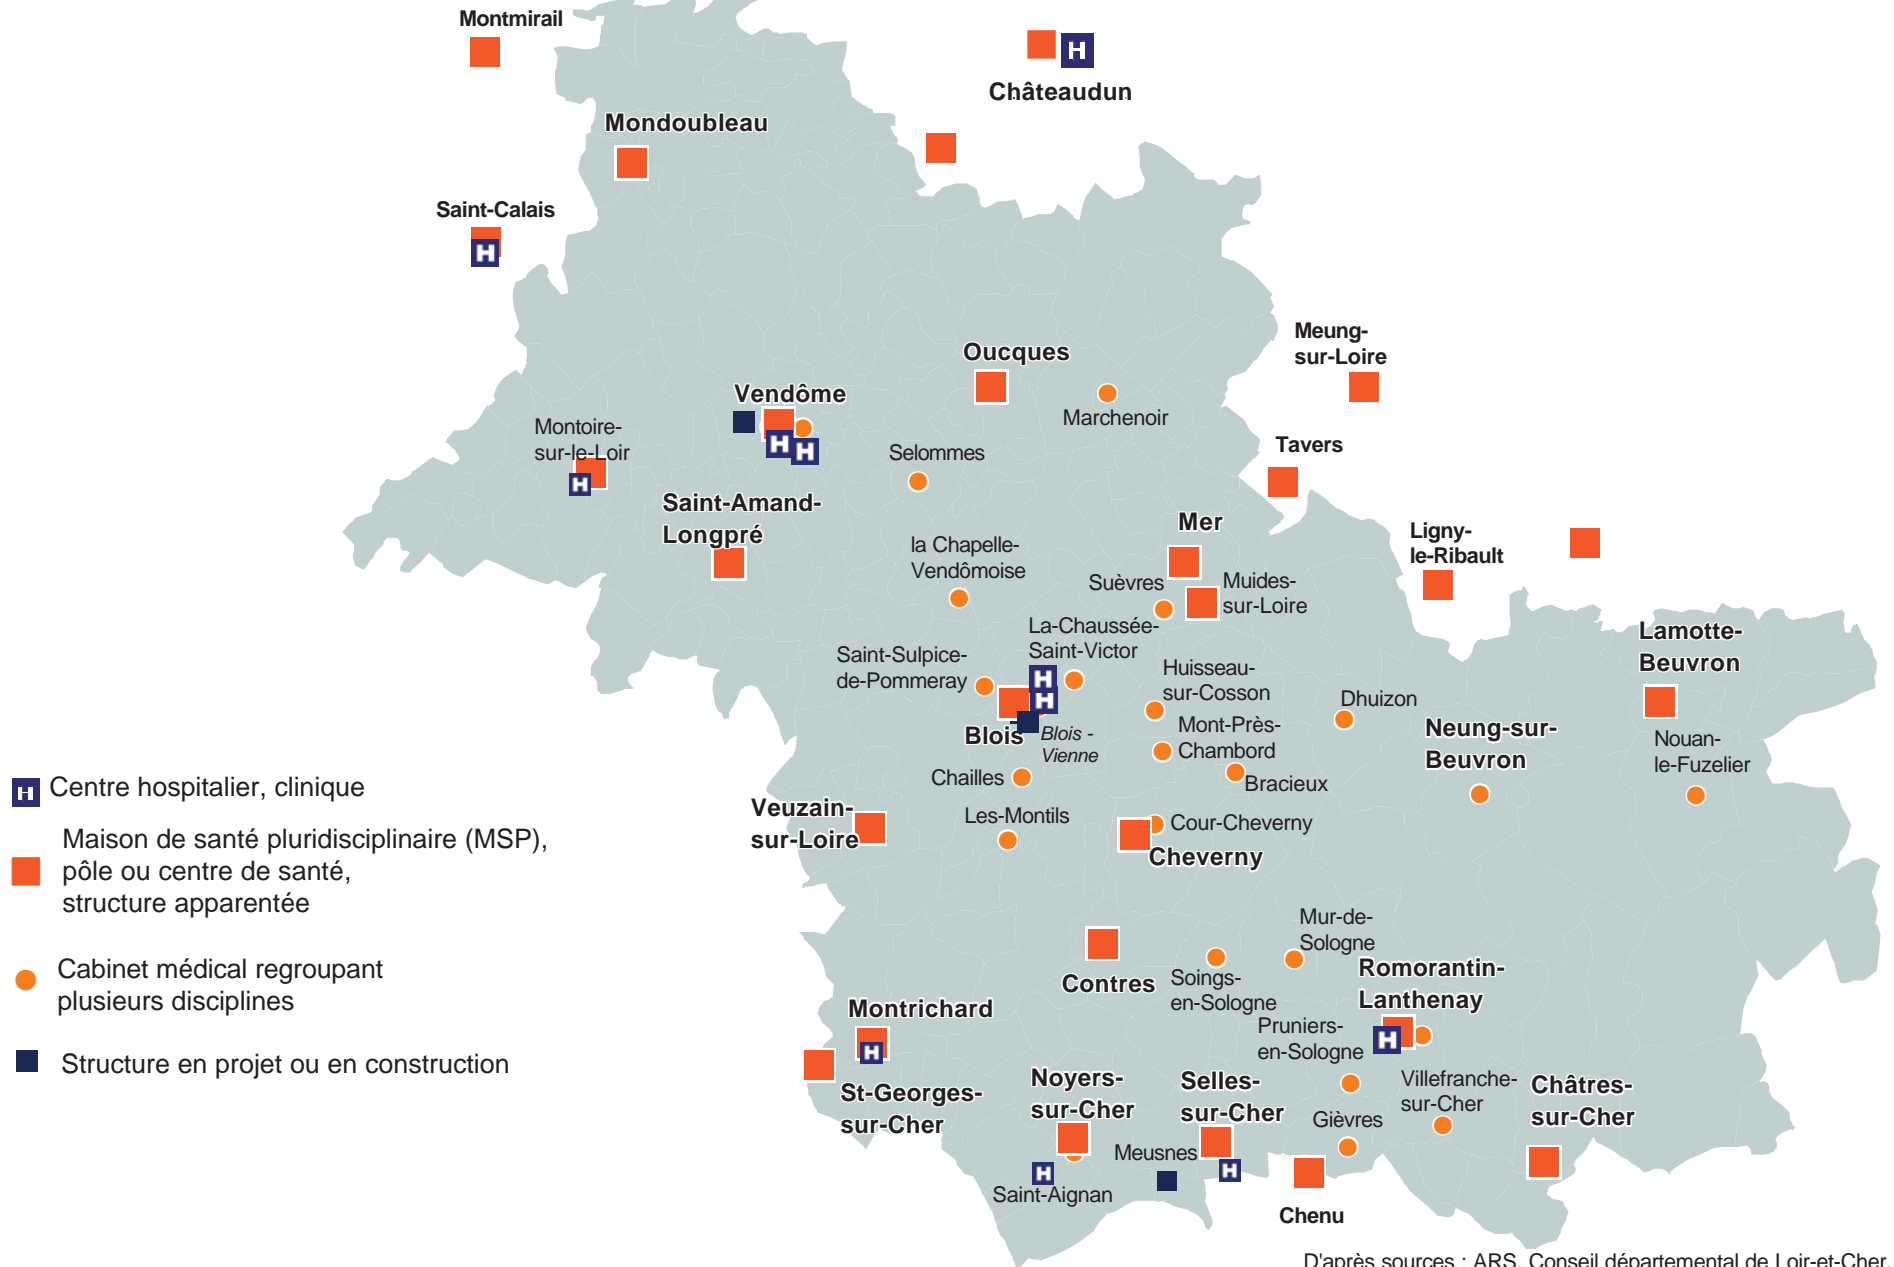 Montmirail
Châteaudun
Mondoubleau
Saint-Calais
Meung-
sur-Loire
Oucques
Vendôme
Marchenoir
Montoire-
sur-le-Loir
Selommes
Tavers
Saint-Amand-
Longpré
Mer
Ligny-
le-Ribault
la Chapelle-
Vendômoise
Suèvres
Muides-
sur-Loire
La-Chaussée-
Saint-Victor
Lamotte-
Beuvron
Saint-Sulpice-
de-Pommeray
Huisseau-
sur-Cosson
Dhuizon
Blois
Blois -
Vienne
Mont-Près-
Chambord
Neung-sur-
Beuvron
Nouan-
le-Fuzelier
Chailles
Bracieux
Veuzain-
sur-Loire
Les-Montils
Cour-Cheverny
Cheverny
H Centre hospitalier, clinique
Maison de santé pluridisciplinaire (MSP),
pôle ou centre de santé,
structure apparentée
Cabinet médical regroupant
plusieurs disciplines
Structure en projet ou en construction
Mur-de-
Sologne
Contres
Soings-
en-Sologne
Romorantin-
Lanthenay
Montrichard
Pruniers-
en-Sologne
St-Georges-
sur-Cher
Noyers-
sur-Cher
Selles-
sur-Cher
Villefranche-
sur-Cher
Châtres-
sur-Cher
Gièvres
Meusnes
Saint-Aignan
Chenu
D'après sources : ARS, Conseil départemental de Loir-et-Cher.